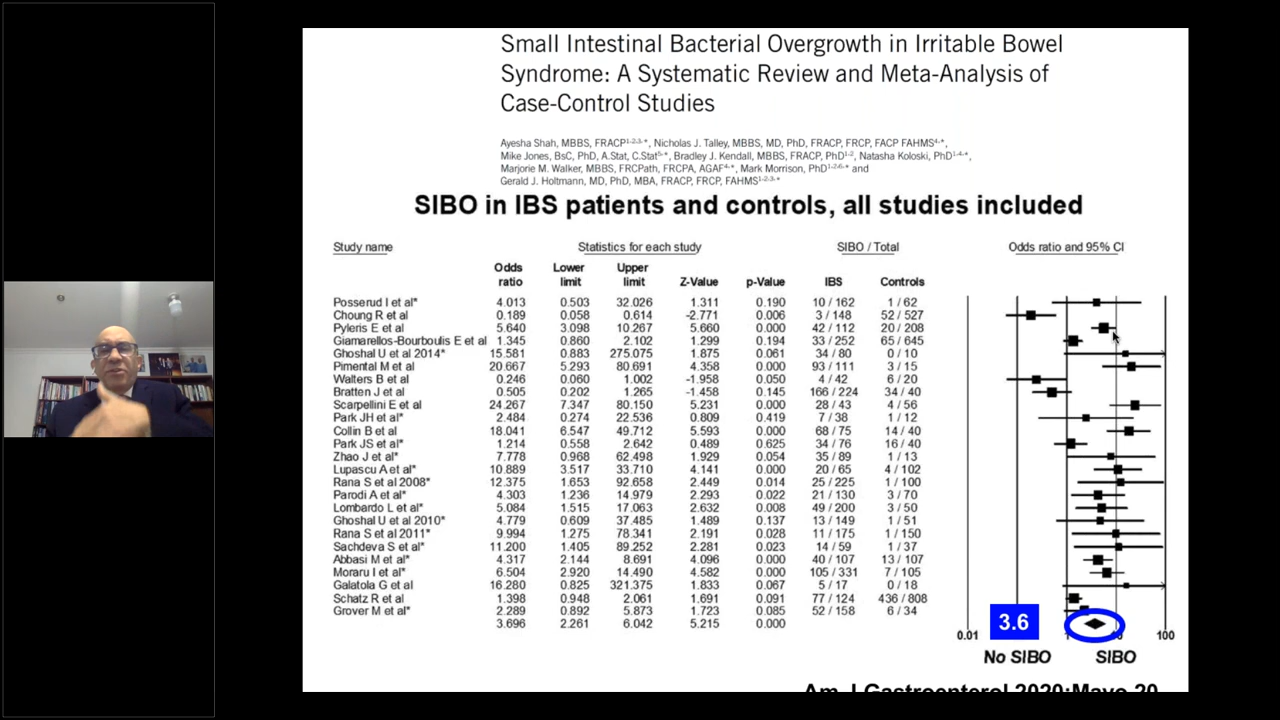 Small Intestinal Bacterial Overgrowth in Irritable Bowel
Syndrome: A Systematic Review and Meta-Analysis of
Case-Control Studies
Ayesha Shah, MBBS, FRACP1,2,3,*, Nicholas J. Talley, MBBS, MD, PhD, FRACP, FRCP, FACP FAHMS4,*,
Mike Jones, BsC, PhD, A.Stat, C.Stat5,*, Bradley J. Kendall, MBBS, FRACP, PhD1,2, Natasha Koloski, PhD1,4,*,
Marjorie M. Walker, MBBS, FRCPath, FRCPA, AGAF4,*, Mark Morrison, PhD1,2,6,* and
Gerald J. Holtmann, MD, PhD, MBA, FRACP, FRCP, FAHMS1,2,3,*
SIBO in IBS patients and controls, all studies included
Study name Statistics for each study SIBO / Total Odds ratio and 95% CI
Odds Lower Upper
ratio limit limit Z-Value p-Value IBS Controls
Posserud I et al* 4.013 0.503 32.026 1.311 0.190 10 / 162 1 / 62
Choung R et al 0.189 0.058 0.614 -2.771 0.006 3 / 148 52 / 527
Pyleris E et al 5.640 3.098 10.267 5.660 0.000 42 / 112 20 / 208
Giamarellos-Bourboulis E et al 1.345 0.860 2.102 1.299 0.194 33 / 252 65 / 645
Ghoshal U et al 2014* 15.581 0.883 275.075 1.875 0.061 34 / 80 0 / 10
Pimental M et al 20.667 5.293 80.691 4.358 0.000 93 / 111 3 / 15
Walters B et al 0.246 0.060 1.002 -1.958 0.050 4 / 42 6 / 20
Bratten J et al 0.505 0.202 1.265 -1.458 0.145 166 / 224 34 / 40
Scarpellini E et al 24.267 7.347 80.150 5.231 0.000 28 / 43 4 / 56
Park JH et al* 2.484 0.274 22.536 0.809 0.419 7 / 38 1 / 12
Collin B et al 18.041 6.547 49.712 5.593 0.000 68 / 75 14 / 40
Park JS et al* 1.214 0.558 2.642 0.489 0.625 34 / 76 16 / 40
Zhao J et al* 7.778 0.968 62.498 1.929 0.054 35 / 89 1 / 13
Lupascu A et al* 10.889 3.517 33.710 4.141 0.000 20 / 65 4 / 102
Rana S et al 2008* 12.375 1.653 92.658 2.449 0.014 25 / 225 1 / 100
Parodi A et al* 4.303 1.236 14.979 2.293 0.022 21 / 130 3 / 70
Lombardo L et al* 5.084 1.515 17.063 2.632 0.008 49 / 200 3 / 50
Ghoshal U et al 2010* 4.779 0.609 37.485 1.489 0.137 13 / 149 1 / 51
Rana S et al 2011* 9.994 1.275 78.341 2.191 0.028 11 / 175 1 / 150
Sachdeva S et al* 11.200 1.405 89.252 2.281 0.023 14 / 59 1 / 37
Abbasi M et al* 4.317 2.144 8.691 4.096 0.000 40 / 107 13 / 107
Moraru I et al* 6.504 2.920 14.490 4.582 0.000 105 / 331 7 / 105
Galatola G et al 16.280 0.825 321.375 1.833 0.067 5 / 17 0 / 18
Schatz R et al 1.398 0.948 2.061 1.691 0.091 77 / 124 436 / 808
Grover M et al* 2.289 0.892 5.873 1.723 0.085 52 / 158 6 / 34
3.696 2.261 6.042 5.215 0.000
3.6
0.01 100
No SIBO SIBO
Am J Gastroenterol 2020;Mayo 20